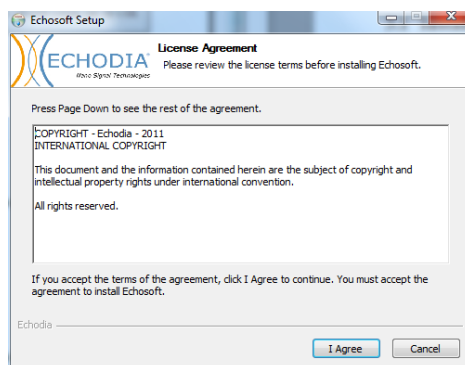 Echosoft Setup
ECHODIA
Nano Signal Technologies
License Agreement
Please review the license terms before installing Echosoft.
Press Page Down to see the rest of the agreement.
COPYRIGHT - Echodia - 2011
INTERNATIONAL COPYRIGHT
This document and the information contained herein are the subject of copyright and
intellectual property rights under international convention.
All rights reserved.
If you accept the terms of the agreement, click I Agree to continue. You must accept the
agreement to install Echosoft.
Echodia
I Agree
Cancel